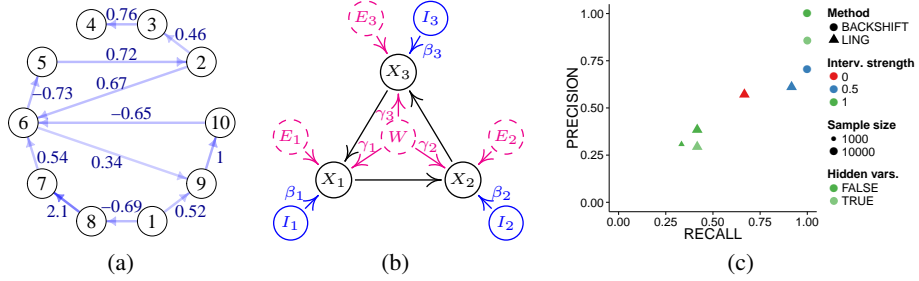 0.76
4
3
0.46
2
0.72
5
0.67
−0.73
−0.65
6
10
0.54
0.34
1
7
9
2.1
−0.69
0.52
8
1
(a)
E3
I3
β3
X3
γ3
E1
W
E2
γ1
γ2
X1
X2
β1
β2
I1
I2
(b)
PRECISION
1.00
0.75
0.50
0.25
0.00
0.00
0.25
0.50
0.75
1.00
RECALL
Method
BACKSHIFT
LING
Interv. strength
0
0.5
1
Sample size
1000
10000
Hidden vars.
FALSE
TRUE
(c)